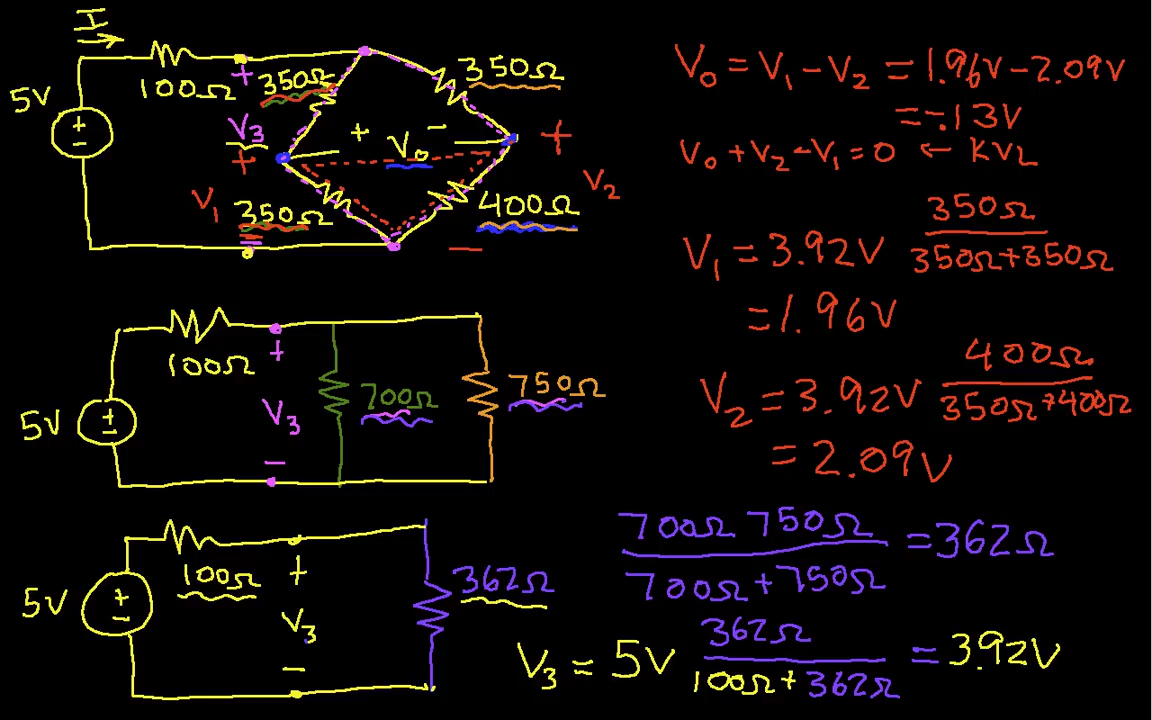 I
100Ω
5V
+
350Ω
350Ω
V3
+
+ V0 −
+
V1
350Ω
400Ω
V2
−
V0 = V1 − V2 = 1.96V − 2.09V
= −.13V
V0 + V2 − V1 = 0 ← KVL
V1 = 3.92V 350Ω / 350Ω+350Ω
= 1.96V
V2 = 3.92V 400Ω / 350Ω+400Ω
= 2.09V
100Ω
+
5V
V3
700Ω
750Ω
−
100Ω
+
5V
V3
362Ω
−
700Ω 750Ω / 700Ω+750Ω = 362Ω
V3 = 5V 362Ω / 100Ω+362Ω = 3.92V